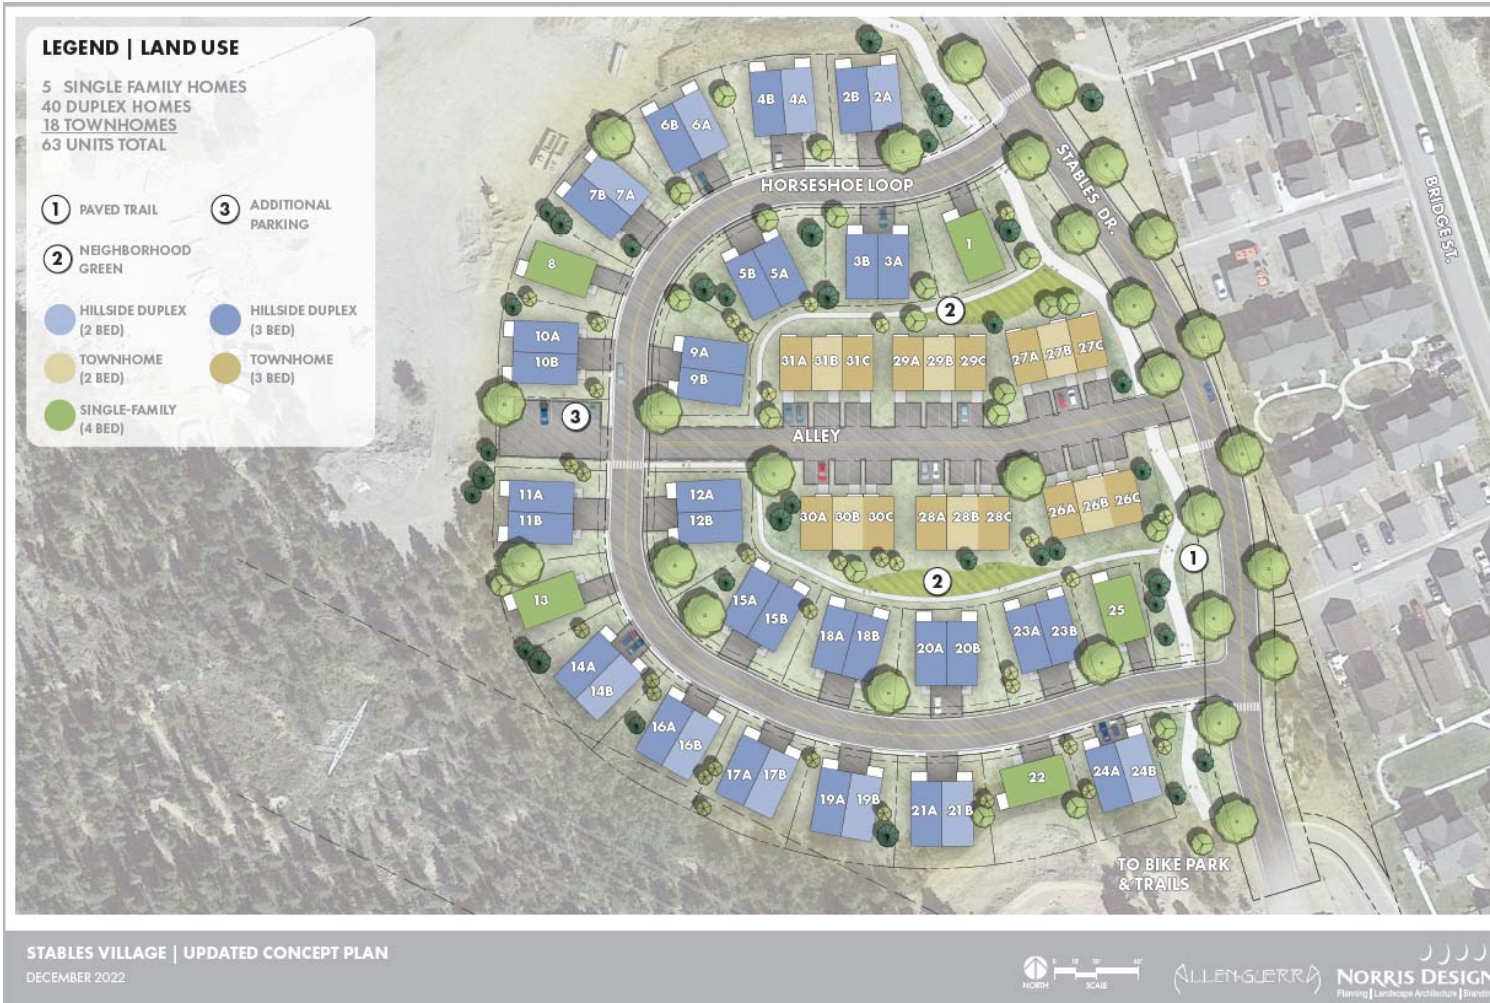 LEGEND | LAND USE
5 SINGLE FAMILY HOMES
40 DUPLEX HOMES
18 TOWNHOMES
63 UNITS TOTAL
1 PAVED TRAIL
2 NEIGHBORHOOD
GREEN
3 ADDITIONAL
PARKING
HILLSIDE DUPLEX
(2 BED)
HILLSIDE DUPLEX
(3 BED)
TOWNHOME
(2 BED)
TOWNHOME
(3 BED)
SINGLE-FAMILY
(4 BED)
4B 4A
2B 2A
6B 6A
7B 7A
HORSESHOE LOOP
STABLES DR.
BRIDGE ST.
8
5B 5A
3B 3A
1
2
10A
10B
9A
9B
31A 31B 31C
29A 29B 29C
27A 27B 27C
3
ALLEY
11A
11B
12A
12B
30A 30B 30C
28A 28B 28C
26A 26B 26C
1
2
13
15A
15B
18A 18B
20A 20B
23A 23B
25
14A
14B
16A
16B
17A 17B
19A 19B
21A 21B
22
24A 24B
TO BIKE PARK
& TRAILS
STABLES VILLAGE | UPDATED CONCEPT PLAN
DECEMBER 2022
NORTH
SCALE
ALLEN-GUERRA
NORRIS DESIGN
Planning | Landscape Architecture | Brandin